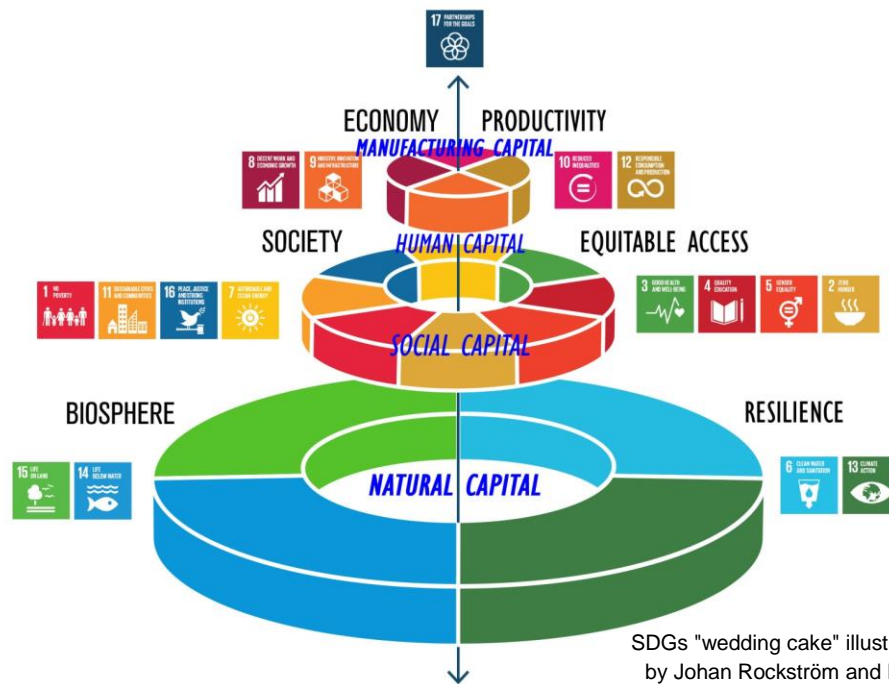 17 PARTNERSHIPS
FOR THE GOALS
ECONOMY PRODUCTIVITY
MANUFACTURING CAPITAL
8 DECENT WORK AND
ECONOMIC GROWTH
9 INDUSTRY, INNOVATION
AND INFRASTRUCTURE
10 REDUCED
INEQUALITIES
12 RESPONSIBLE
CONSUMPTION
AND PRODUCTION
SOCIETY
HUMAN CAPITAL
EQUITABLE ACCESS
1 NO
POVERTY
11 SUSTAINABLE CITIES
AND COMMUNITIES
16 PEACE, JUSTICE
AND STRONG
INSTITUTIONS
7 AFFORDABLE AND
CLEAN ENERGY
3 GOOD HEALTH
AND WELL-BEING
4 QUALITY
EDUCATION
5 GENDER
EQUALITY
2 ZERO
HUNGER
SOCIAL CAPITAL
BIOSPHERE
RESILIENCE
15 LIFE
ON LAND
14 LIFE
BELOW WATER
6 CLEAN WATER
AND SANITATION
13 CLIMATE
ACTION
NATURAL CAPITAL
SDGs "wedding cake" illust
by Johan Rockström and